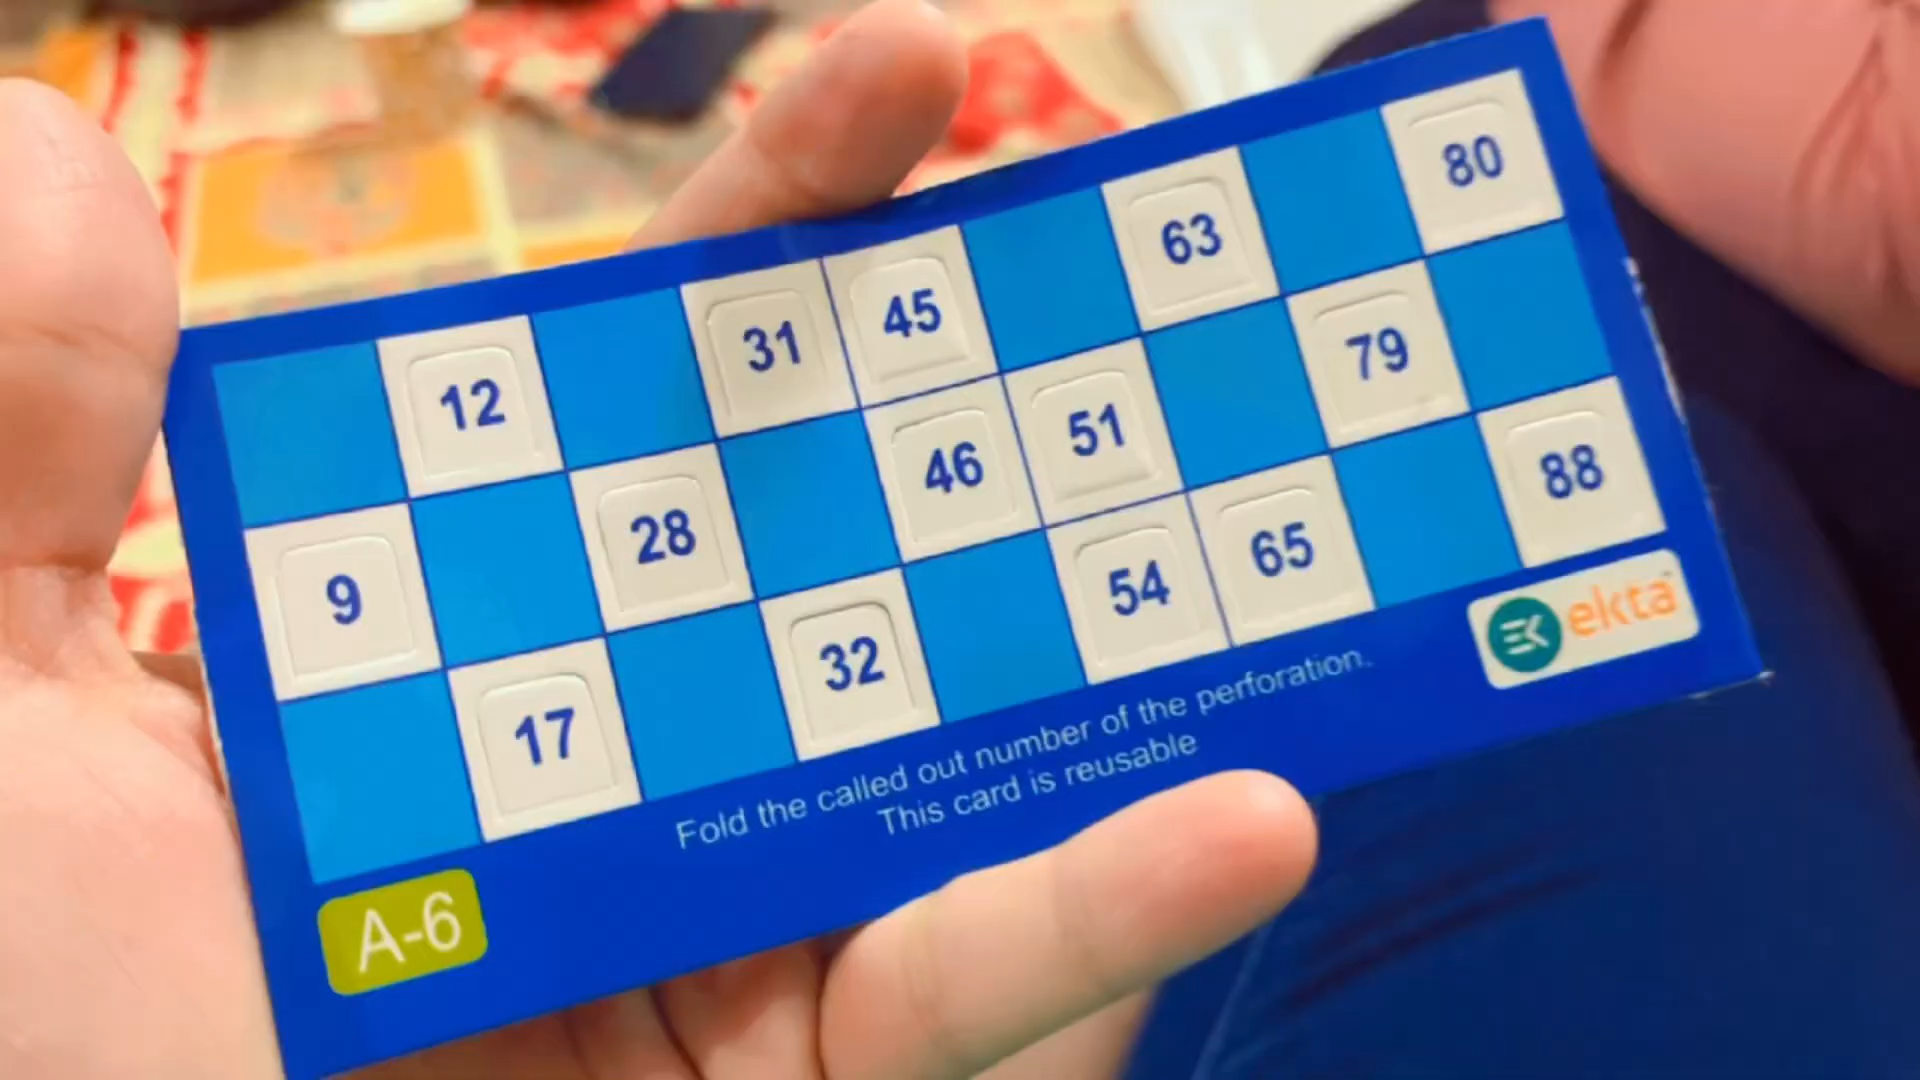 12 31 45 63 80
9 28 46 51 79
17 32 54 65 88
Fold the called out number of the perforation.
This card is reusable
ekta
A-6